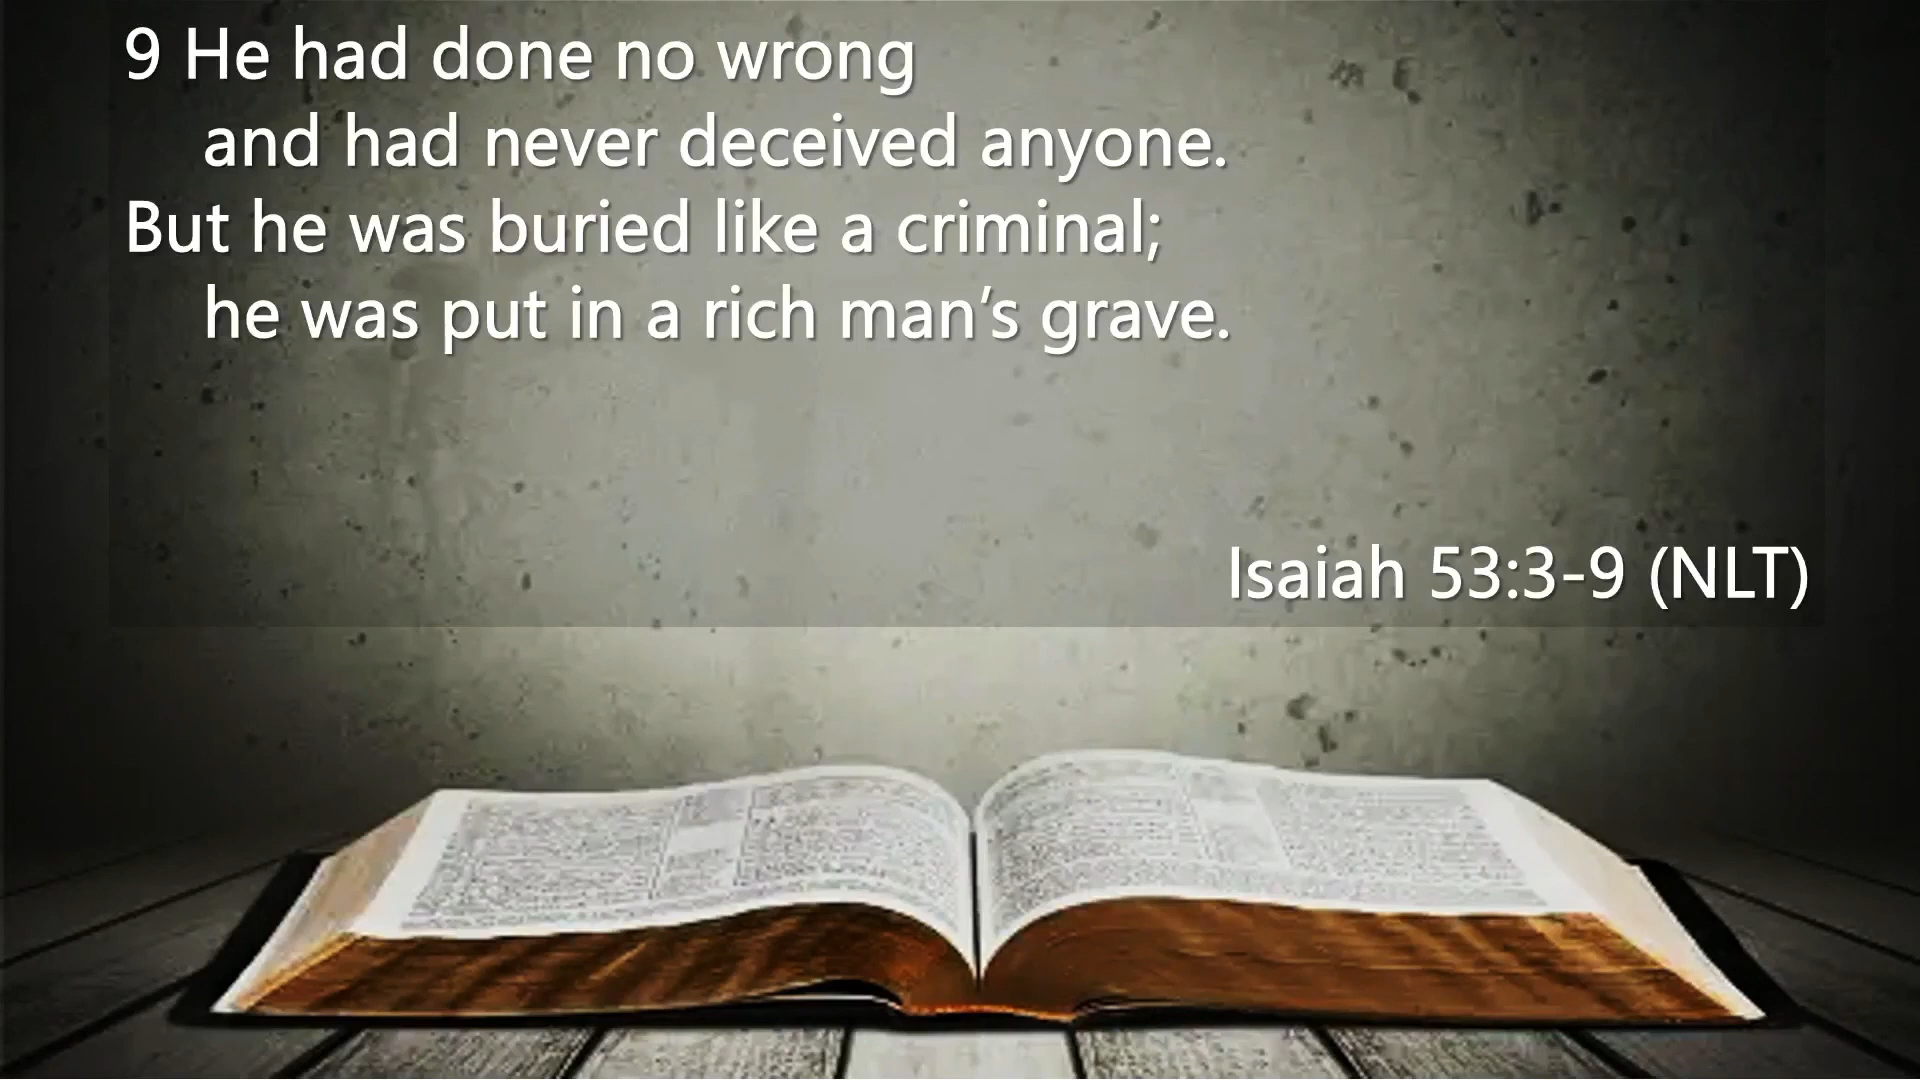 9 He had done no wrong
and had never deceived anyone.
But he was buried like a criminal;
he was put in a rich man’s grave.
Isaiah 53:3-9 (NLT)